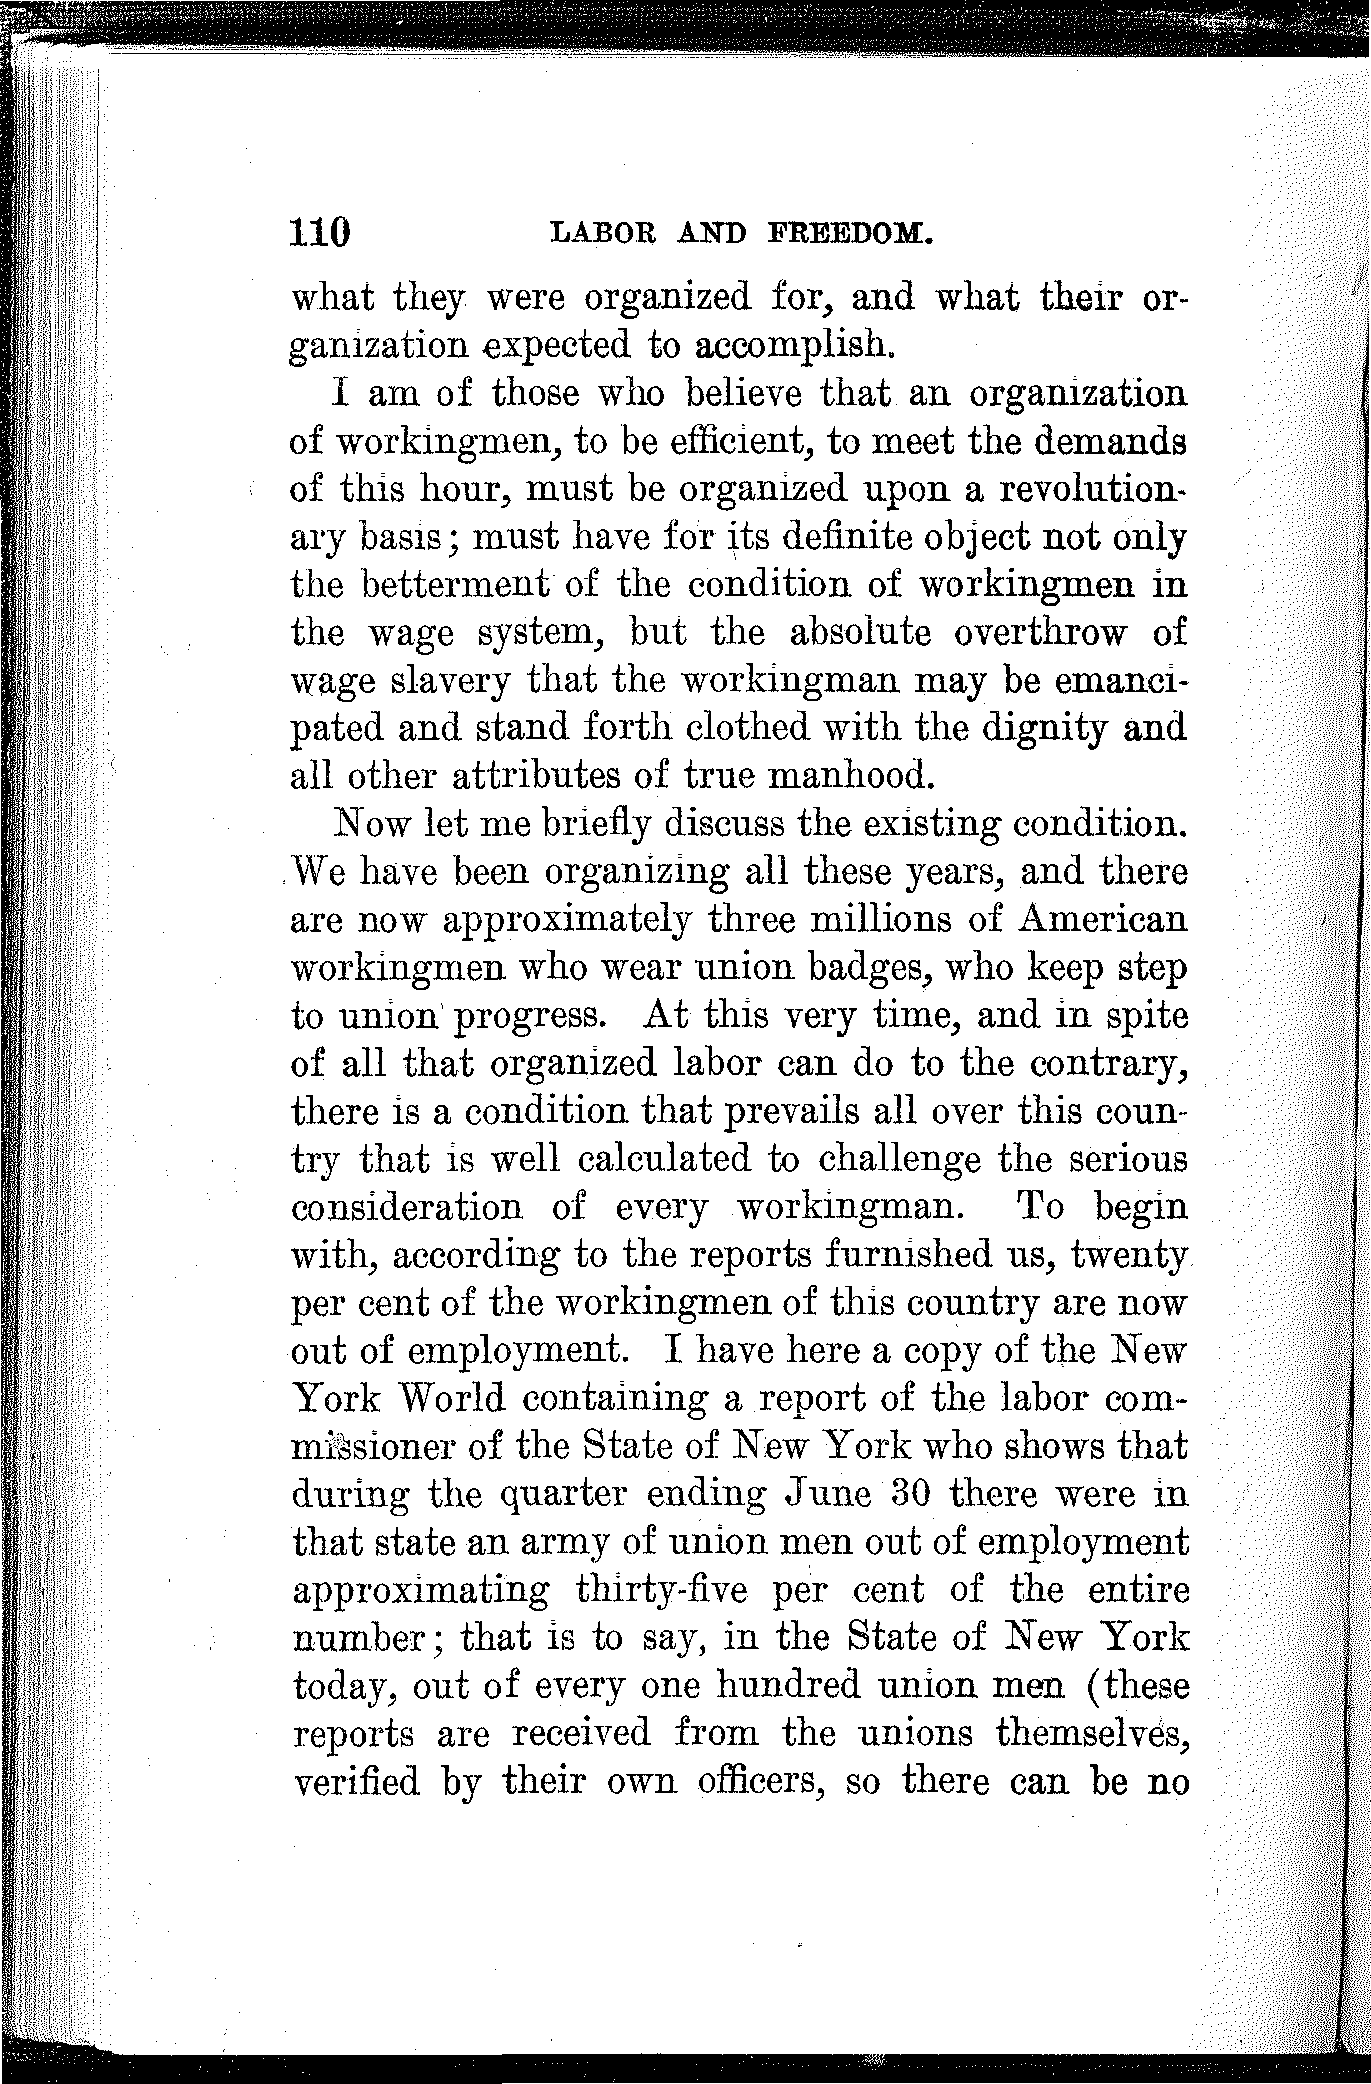 110 LABOR AND FREEDOM.
what they were organized for, and what their or-
ganization expected to accomplish.
I am of those who believe that an organization
of workingmen, to be efficient, to meet the demands
of this hour, must be organized upon a revolution-
ary basis; must have for its definite object not only
the betterment of the condition of workingmen in
the wage system, but the absolute overthrow of
wage slavery that the workingman may be emanci-
pated and stand forth clothed with the dignity and
all other attributes of true manhood.
Now let me briefly discuss the existing condition.
We have been organizing all these years, and there
are now approximately three millions of American
workingmen who wear union badges, who keep step
to union progress. At this very time, and in spite
of all that organized labor can do to the contrary,
there is a condition that prevails all over this coun-
try that is well calculated to challenge the serious
consideration of every workingman. To begin
with, according to the reports furnished us, twenty
per cent of the workingmen of this country are now
out of employment. I have here a copy of the New
York World containing a report of the labor com-
missioner of the State of New York who shows that
during the quarter ending June 30 there were in
that state an army of union men out of employment
approximating thirty-five per cent of the entire
number; that is to say, in the State of New York
today, out of every one hundred union men (these
reports are received from the unions themselves,
verified by their own officers, so there can be no